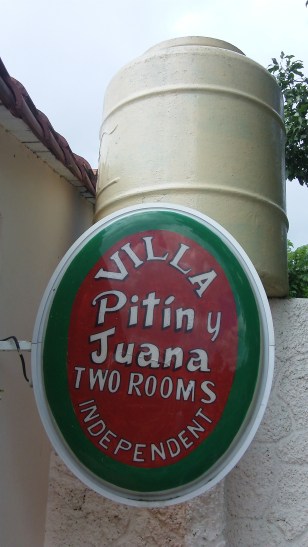 VILLA
Pitín y
Juana
TWO ROOMS
INDEPENDENT